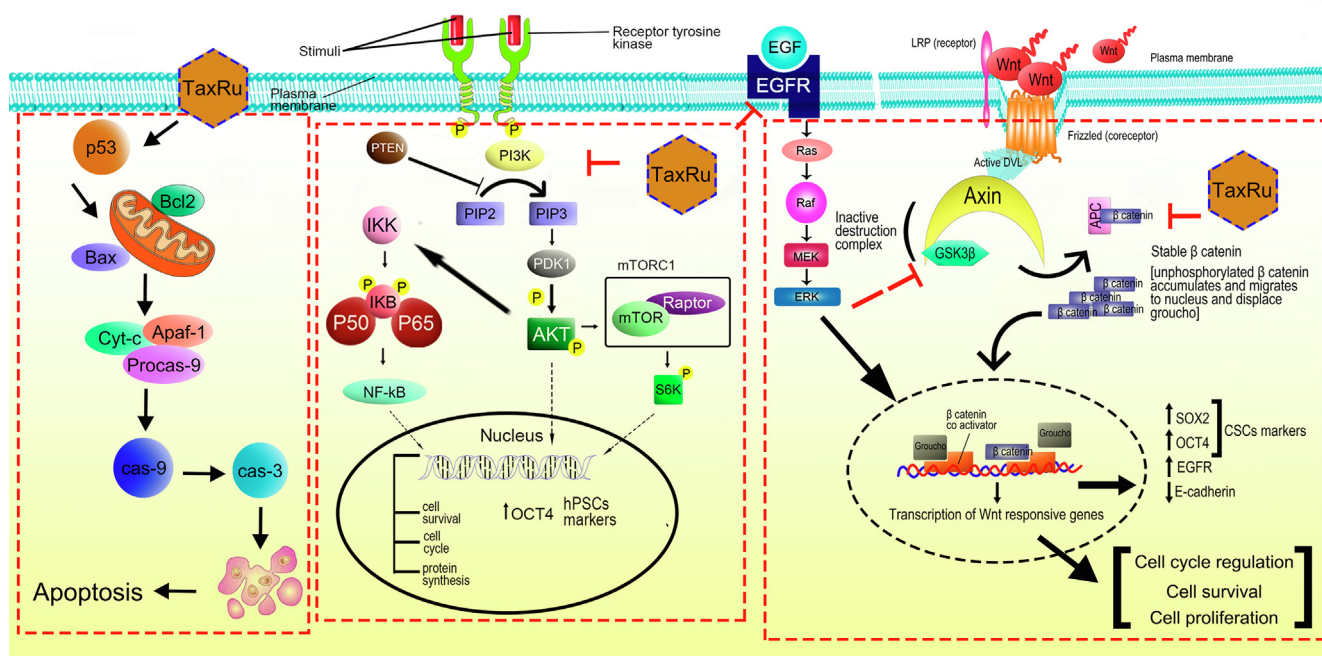 TaxRu
p53
Bcl2
Bax
Cyt-c
Apaf-1
Procas-9
cas-9
cas-3
Apoptosis
Stimuli
Receptor tyrosine
kinase
Plasma
membrane
P
P
PTEN
PI3K
TaxRu
PIP2
PIP3
IKK
PDK1
mTORC1
P
P
IKB
P50
P65
P
AKT
P
Raptor
mTOR
P
S6K
NF-kB
Nucleus
cell
survival
cell
cycle
protein
synthesis
OCT4
hPSCs
markers
EGF
EGFR
LRP (receptor)
Wnt
Wnt
Wnt
Plasma membrane
Frizzled (coreceptor)
Active DVL
Ras
Raf
MEK
ERK
Inactive
destruction
complex
Axin
GSK3β
APC
β catenin
TaxRu
Stable β catenin
[unphosphorylated β catenin
accumulates and migrates
to nucleus and displace
groucho]
β catenin
β catenin
β catenin
β catenin
β catenin
co activator
Groucho
β catenin
Groucho
Transcription of Wnt responsive genes
SOX2
OCT4
CSCs markers
EGFR
E-cadherin
Cell cycle regulation
Cell survival
Cell proliferation